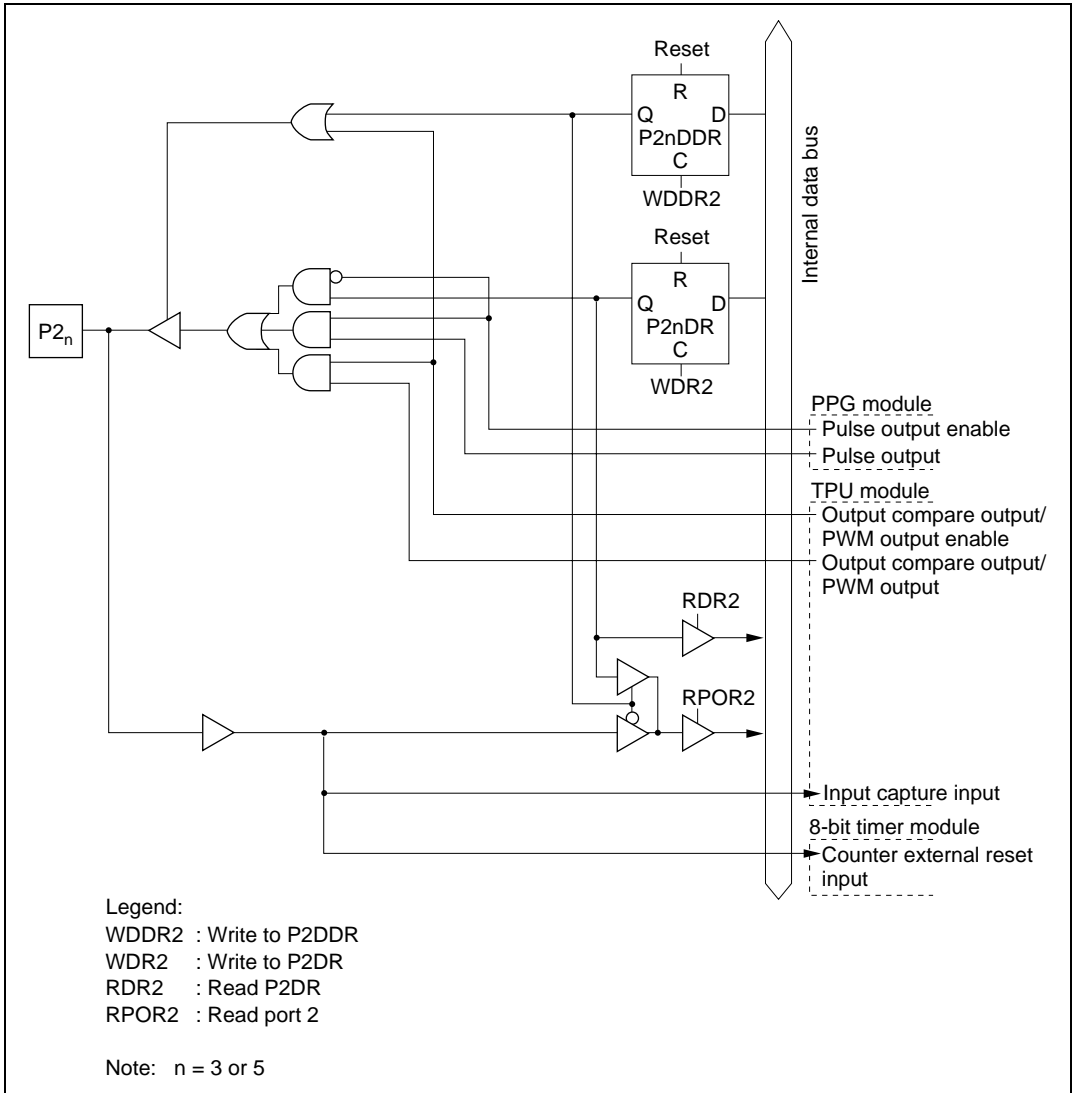 Reset
R
Q D
P2nDDR
C
WDDR2
Internal data bus
Reset
R
Q D
P2nDR
C
WDR2
P2n
PPG module
Pulse output enable
Pulse output
TPU module
Output compare output/
PWM output enable
Output compare output/
PWM output
RDR2
RPOR2
Input capture input
8-bit timer module
Counter external reset
input
Legend:
WDDR2 : Write to P2DDR
WDR2 : Write to P2DR
RDR2 : Read P2DR
RPOR2 : Read port 2
Note: n = 3 or 5